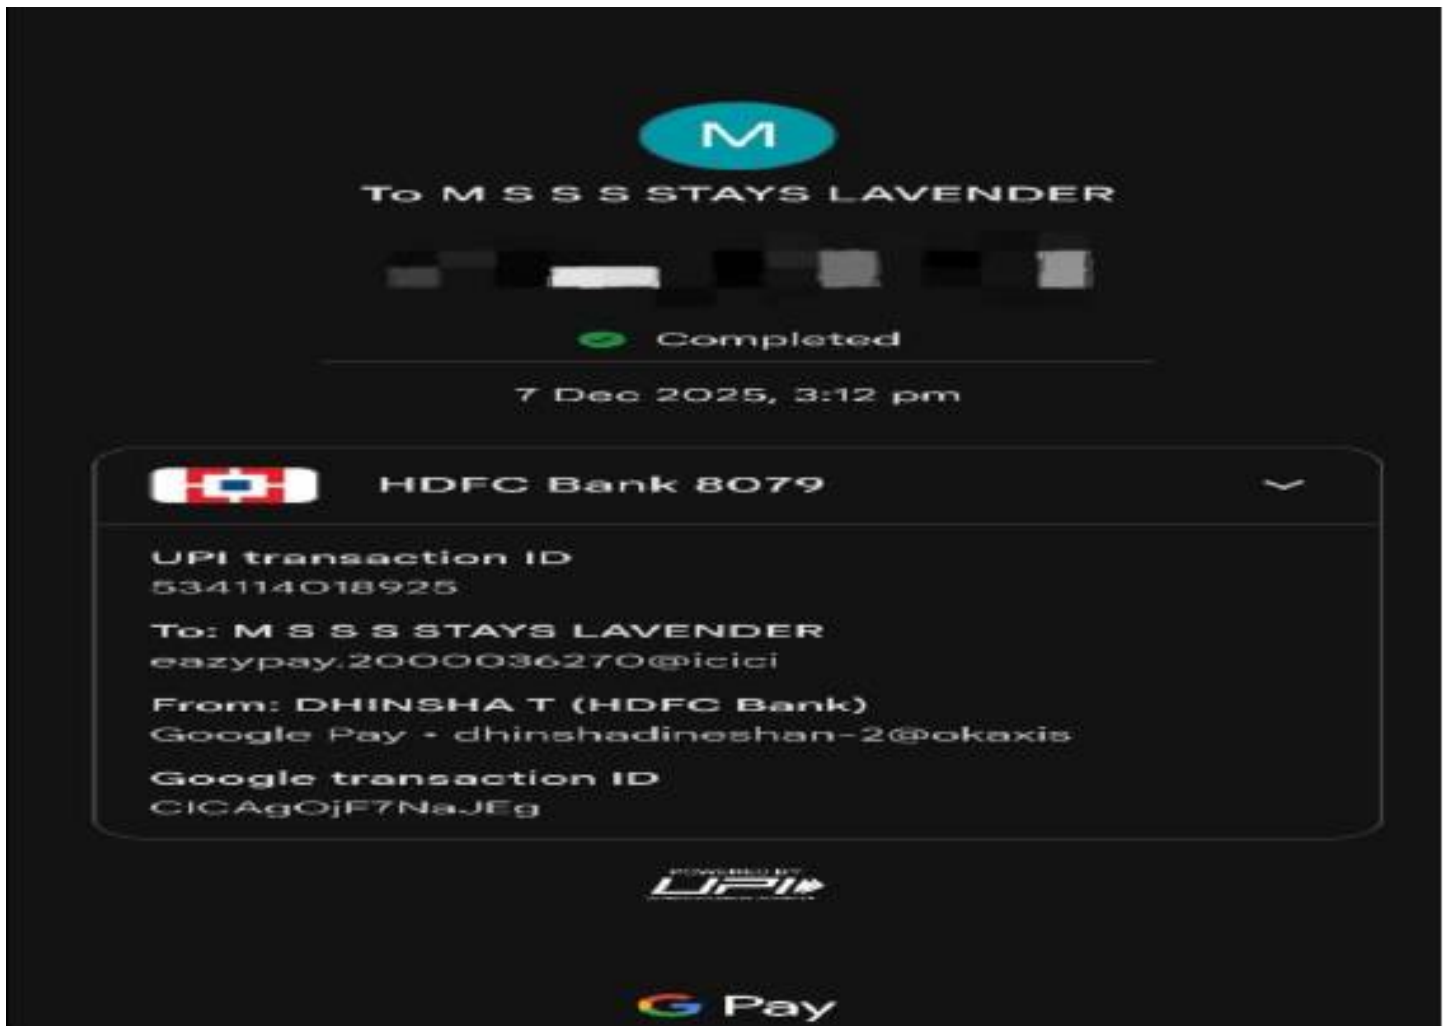 M
To M S S S STAYS LAVENDER
Completed
7 Dec 2025, 3:12 pm
HDFC Bank 8079
UPI transaction ID
534114018925
To: M S S S STAYS LAVENDER
eazypay.2000036270@icici
From: DHINSHA T (HDFC Bank)
Google Pay • dhinshadineshan-2@okaxis
Google transaction ID
CICAgOjF7NaJEg
POWERED BY
UPI
G Pay